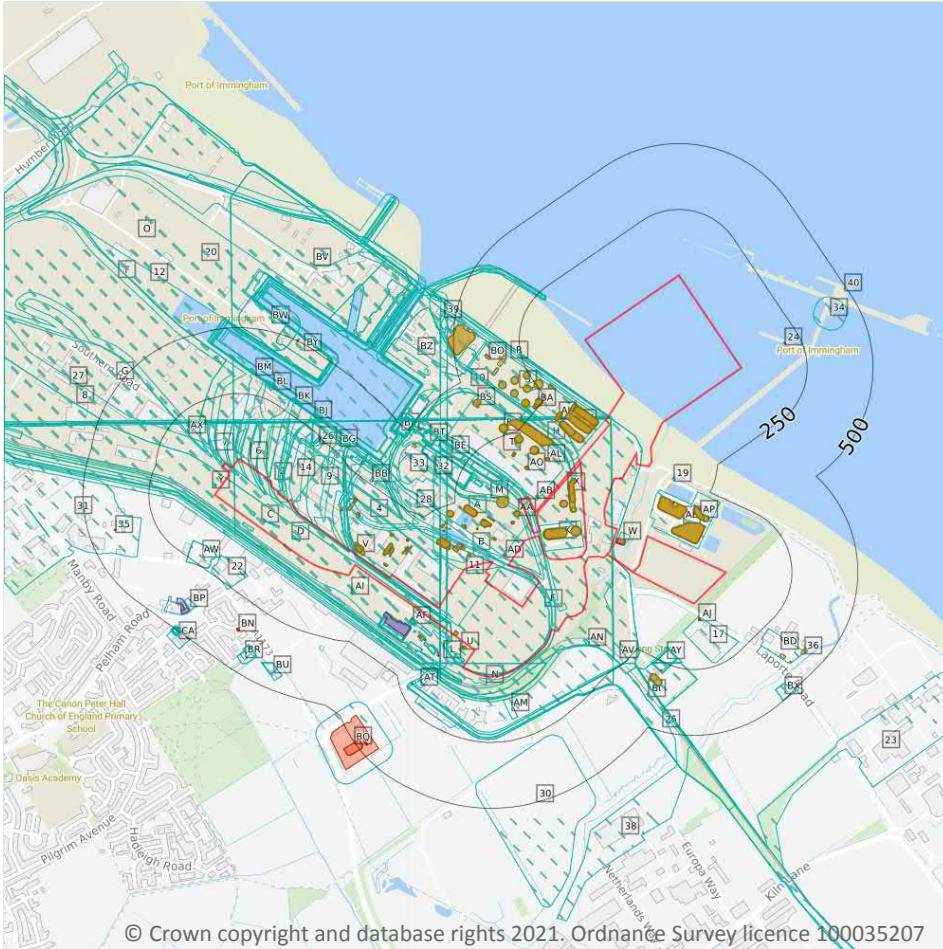 Port of Immingham
Humber Road
O
BV
20
F
12
40
BW
39
34
Port of Immingham
BY
24
BZ
BO
R
Port of Immingham
Southern Road
BM
10
G
BL
27
BS
BA
8
BK
BJ
250
AX
26
BG
BT
T
500
BE
6
AL
14
33
32
AO
BB
19
9
X
31
28
M
AB
4
A
AA
AP
C
35
D
W
V
B
AD
AW
11
22
Manby Road
AI
E
BP
Pelham Road
BN
AJ
CA
AF
17
U
AN
BD
36
BR
AV
AY
L
BU
AT
N
Laporte Road
BI
BX
AM
The Canon Peter Hall
Church of England Primary
School
25
BQ
23
Oasis Academy
30
38
Pilgrim Avenue
Hadleigh Road
Europa Way
Kiln Lane
© Crown copyright and database rights 2021. Ordnance Survey licence 100035207